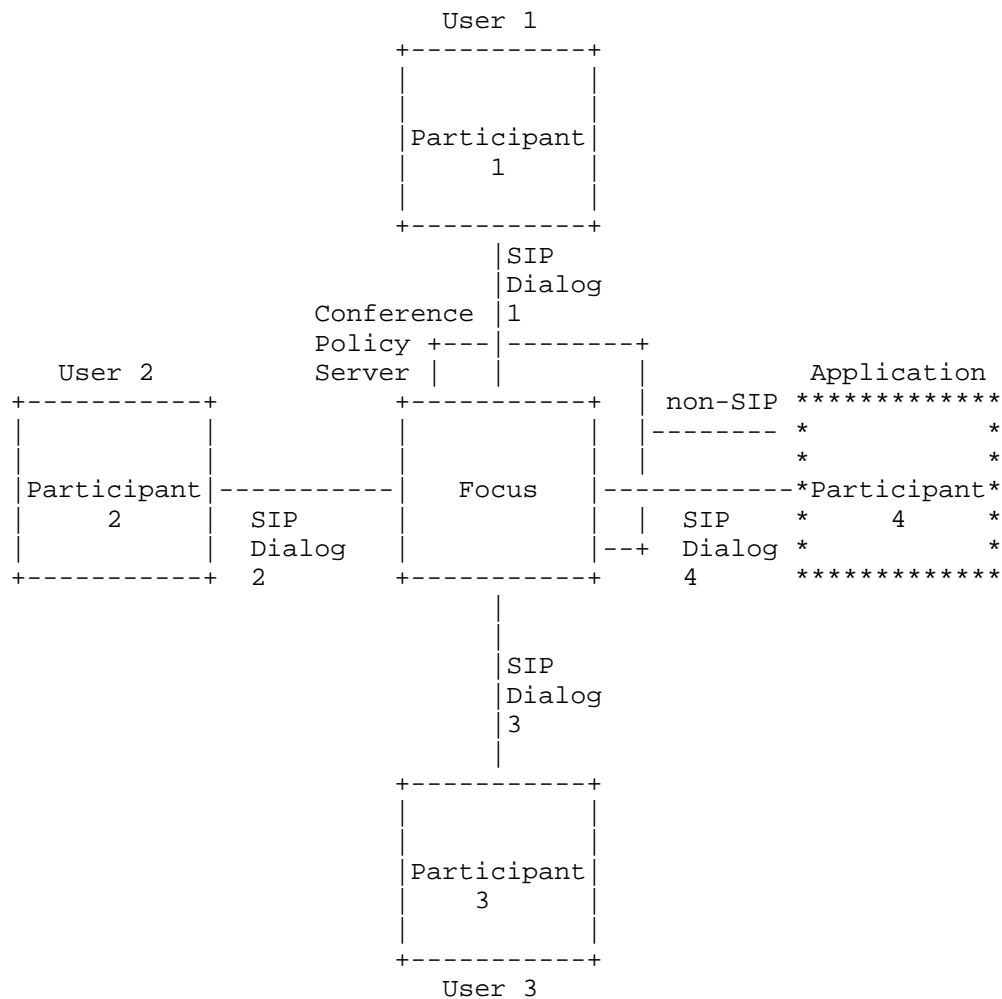 User 1
Participant
1
SIP
Dialog
1
Conference
Policy
Server
User 2
Participant
2
SIP
Dialog
2
Focus
non-SIP
SIP
Dialog
4
Application
Participant
4
SIP
Dialog
3
Participant
3
User 3